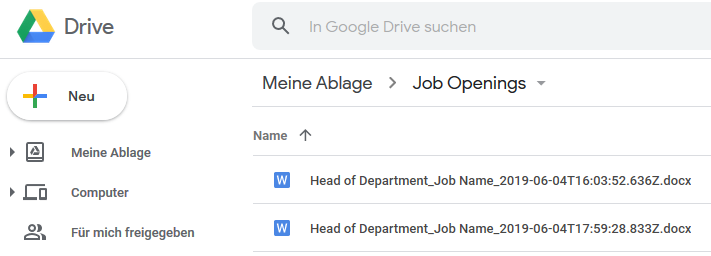 Drive
In Google Drive suchen
Neu
Meine Ablage > Job Openings
Name
Meine Ablage
Computer
Für mich freigegeben
W Head of Department_Job Name_2019-06-04T16:03:52.636Z.docx
W Head of Department_Job Name_2019-06-04T17:59:28.833Z.docx